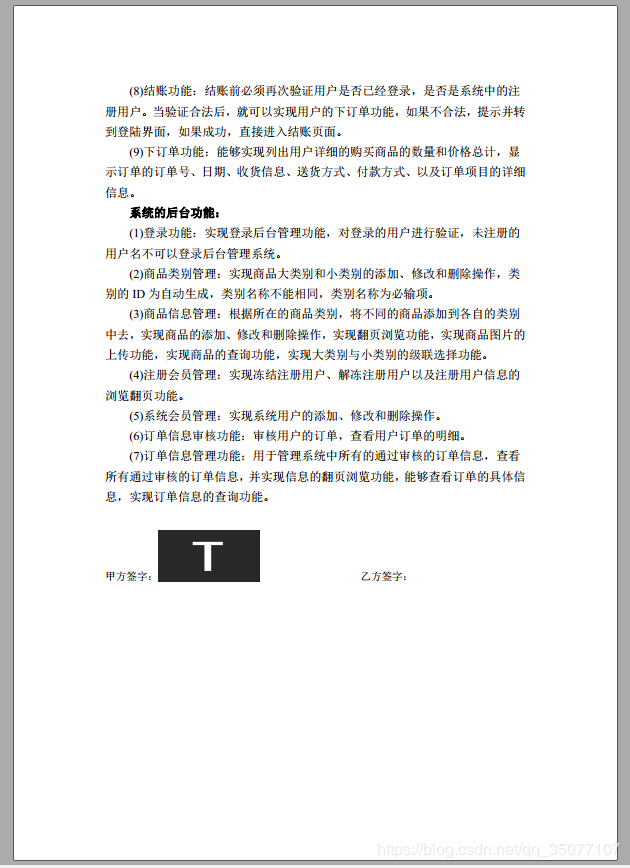 (8)结账功能：结账前必须再次验证用户是否已经登录，是否是系统中的注
册用户。当验证合法后，就可以实现用户的下订单功能，如果不合法，提示并转
到登陆界面，如果成功，直接进入结账页面。
(9)下订单功能：能够实现列出用户详细的购买商品的数量和价格总计，显
示订单的订单号、日期、收货信息、送货方式、付款方式、以及订单项目的详细
信息。
系统的后台功能：
(1)登录功能：实现登录后台管理功能，对登录的用户进行验证，未注册的
用户名不可以登录后台管理系统。
(2)商品类别管理：实现商品大类别和小类别的添加、修改和删除操作，类
别的 ID 为自动生成，类别名称不能相同，类别名称为必输项。
(3)商品信息管理：根据所在的商品类别，将不同的商品添加到各自的类别
中去，实现商品的添加、修改和删除操作，实现翻页浏览功能，实现商品图片的
上传功能，实现商品的查询功能，实现大类别与小类别的级联选择功能。
(4)注册会员管理：实现冻结注册用户、解冻注册用户以及注册用户信息的
浏览翻页功能。
(5)系统会员管理：实现系统用户的添加、修改和删除操作。
(6)订单信息审核功能：审核用户的订单，查看用户订单的明细。
(7)订单信息管理功能：用于管理系统中所有的通过审核的订单信息，查看
所有通过审核的订单信息，并实现信息的翻页浏览功能，能够查看订单的具体信
息，实现订单信息的查询功能。
甲方签字： T 乙方签字：
https://blog.csdn.net/qq_35077107